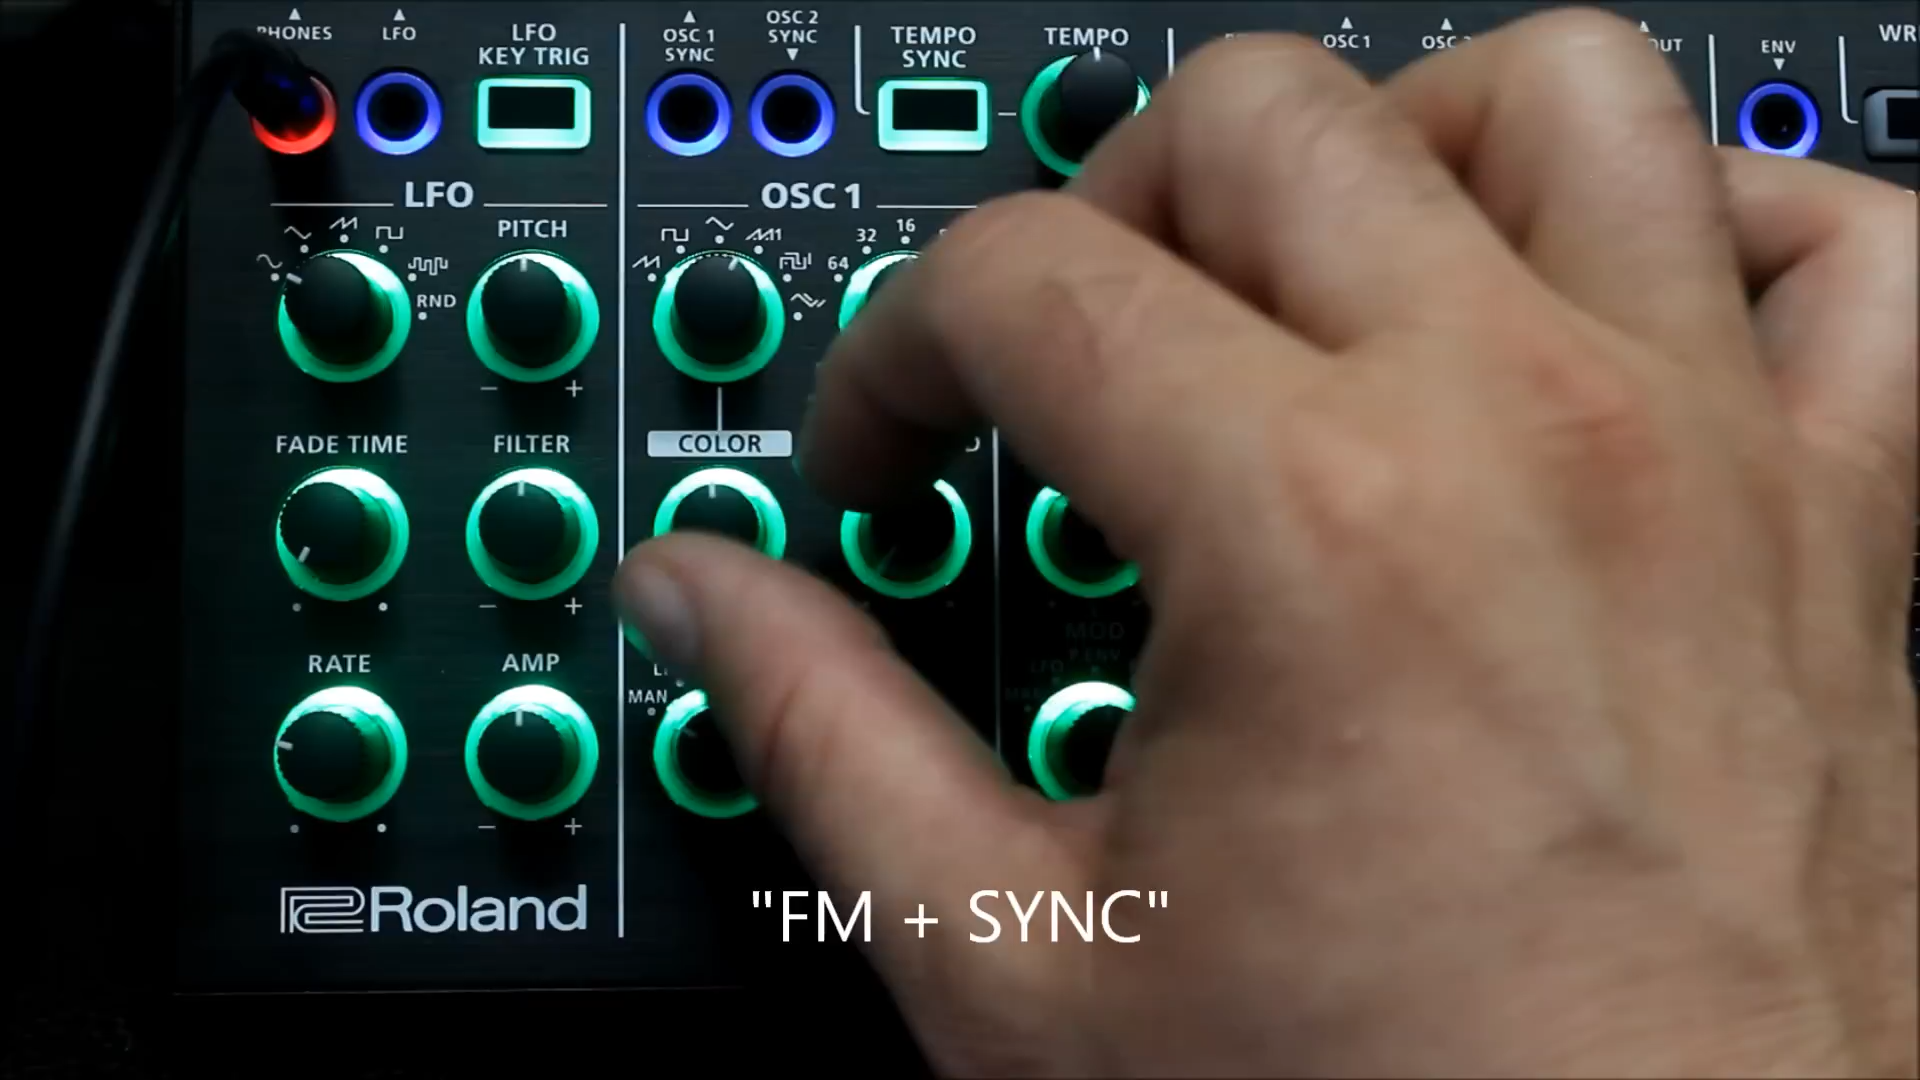 PHONES
LFO
LFO
KEY TRIG
OSC 1
SYNC
OSC 2
SYNC
TEMPO
SYNC
TEMPO
OSC 1
ENV
LFO
OSC 1
PITCH
RND
64
32
16
- +
FADE TIME
FILTER
COLOR
- +
RATE
AMP
MAN
MOD
- +
Roland
"FM + SYNC"